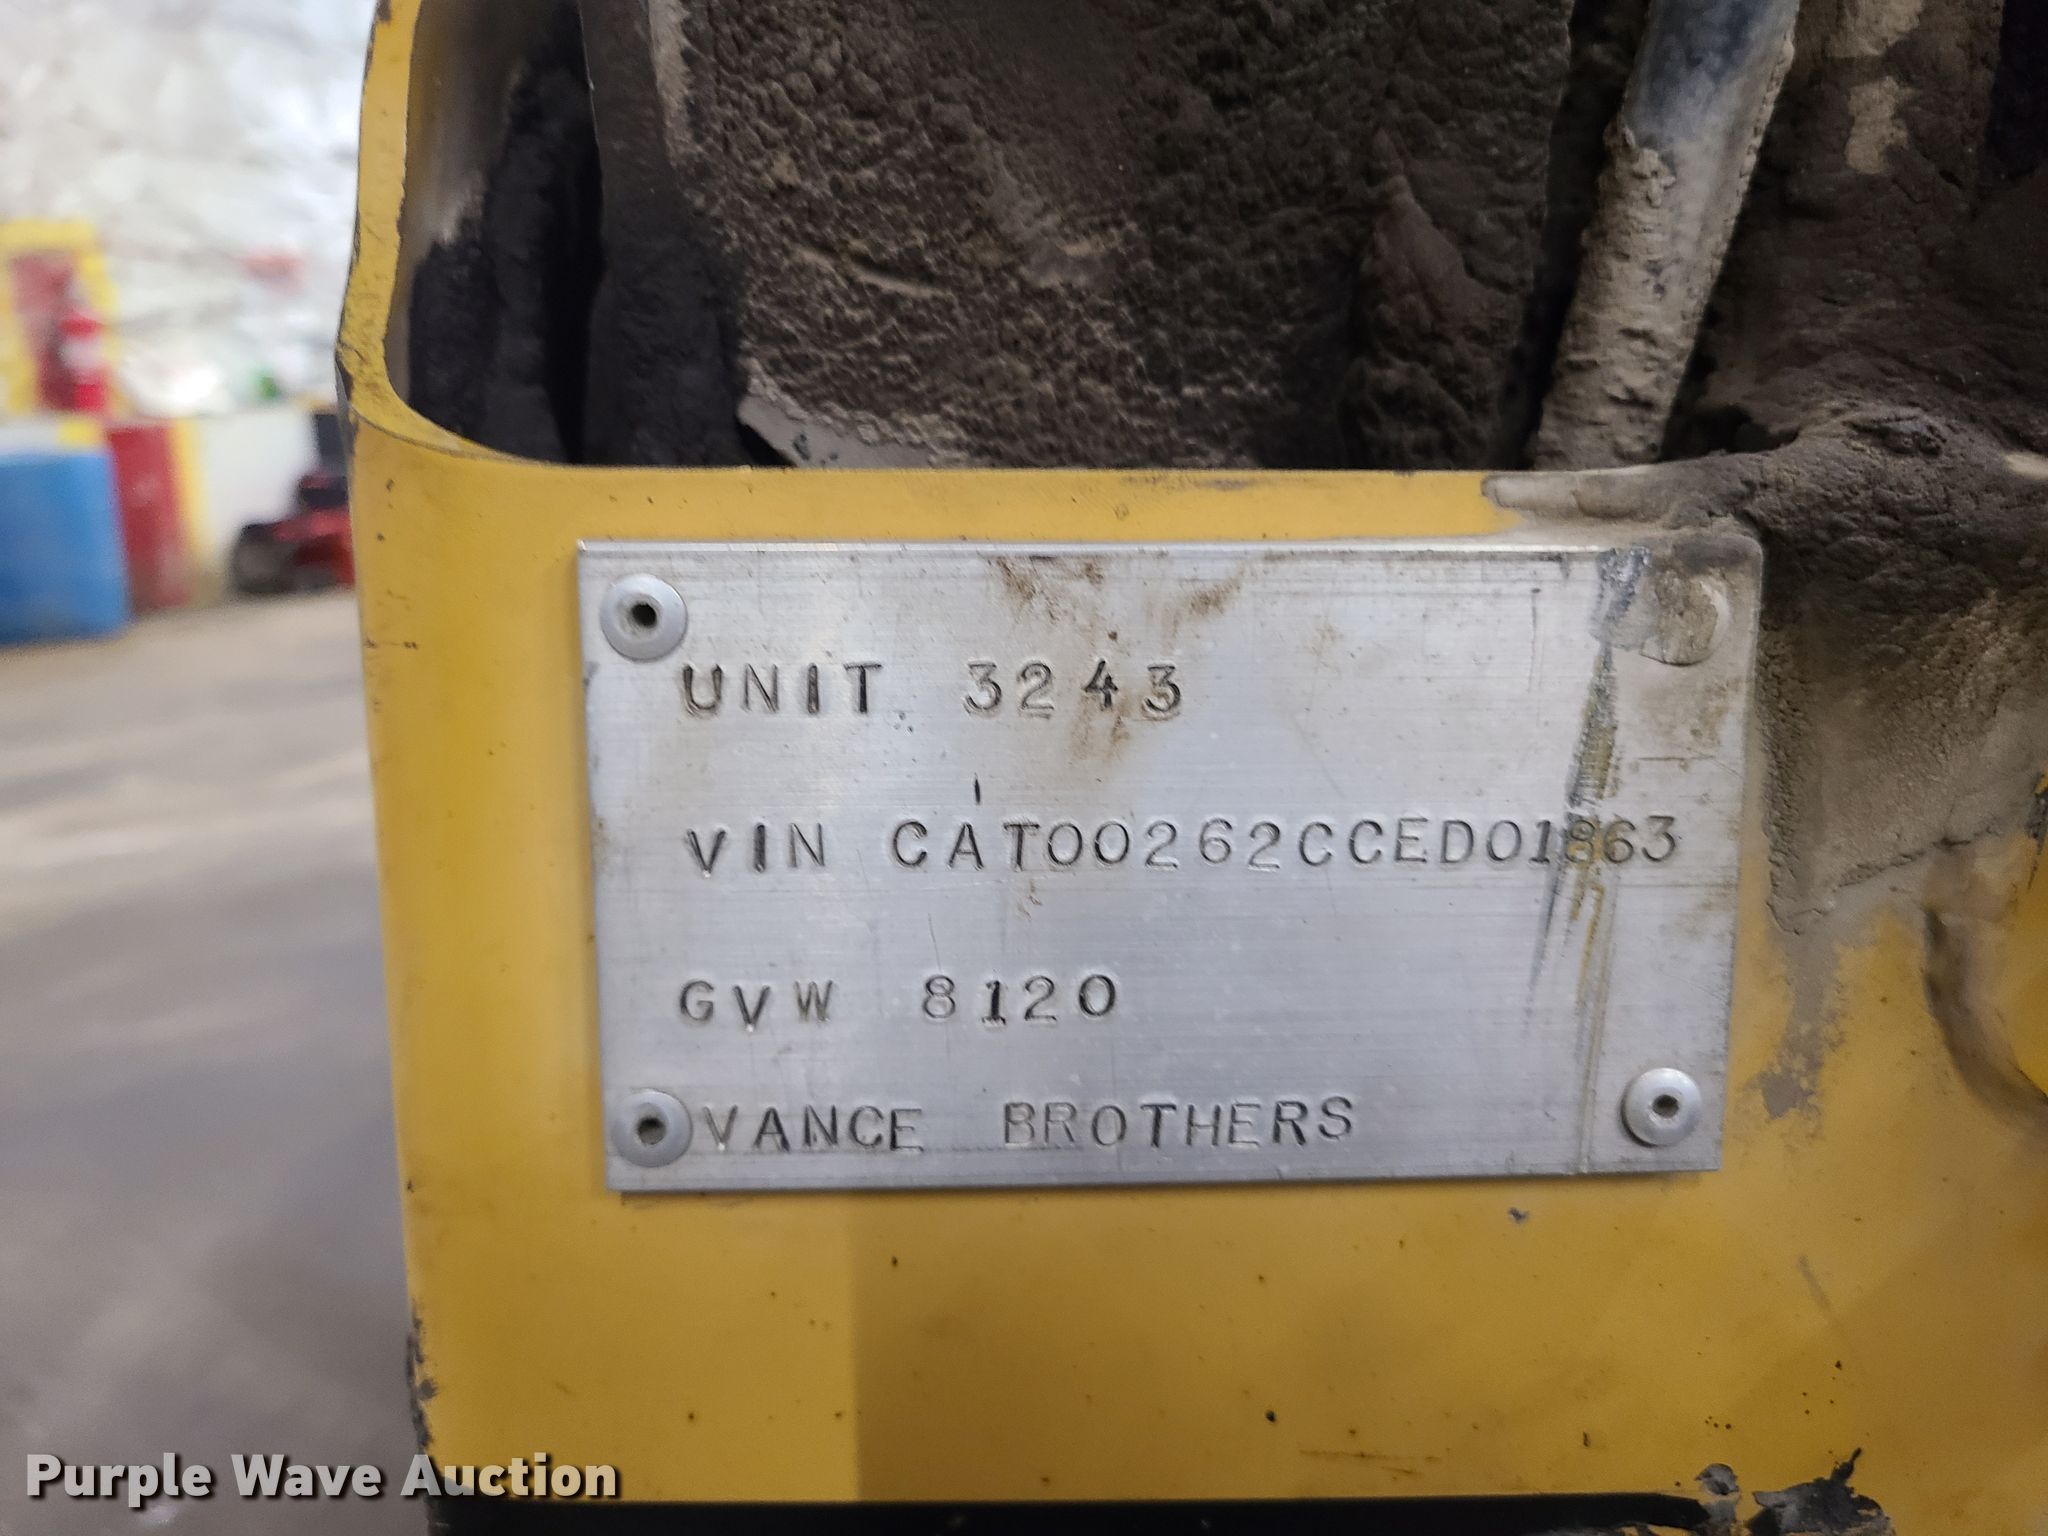 UNIT 3243
VIN CAT00262CCED01863
GVW 8120
VANCE BROTHERS
Purple Wave Auction